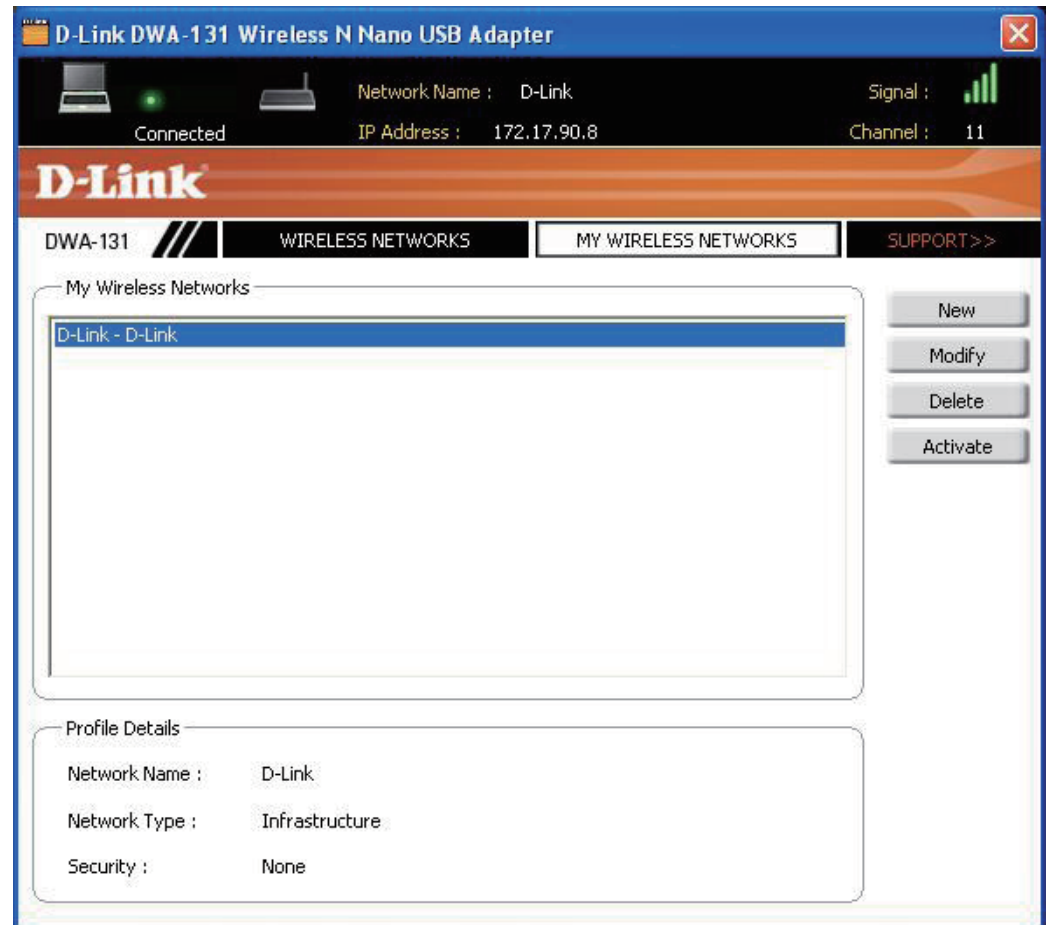 D-Link DWA-131 Wireless N Nano USB Adapter
Network Name : D-Link Signal :
Connected IP Address : 172.17.90.8 Channel : 11
D-Link
DWA-131 WIRELESS NETWORKS MY WIRELESS NETWORKS SUPPORT>>
My Wireless Networks
New
D-Link - D-Link
Modify
Delete
Activate
Profile Details
Network Name : D-Link
Network Type : Infrastructure
Security : None